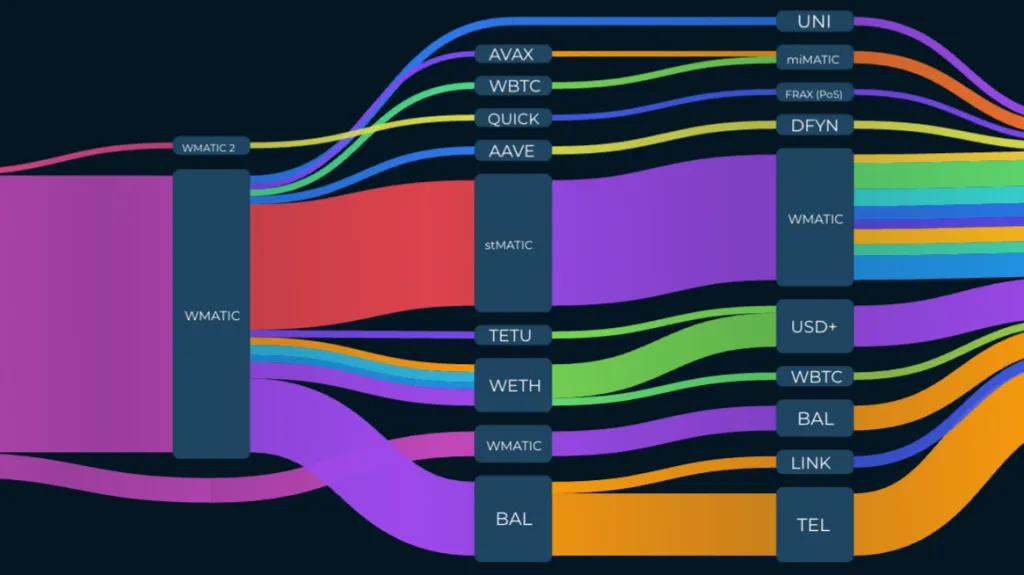 WMATIC 2
WMATIC
AVAX
WBTC
QUICK
AAVE
stMATIC
TETU
WETH
WMATIC
BAL
UNI
miMATIC
FRAX (PoS)
DFYN
WMATIC
USD+
WBTC
BAL
LINK
TEL